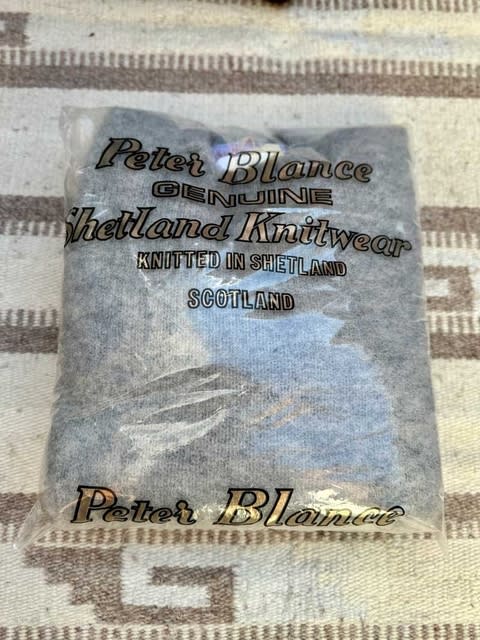 Peter Blance
GENUINE
Shetland Knitwear
KNITTED IN SHETLAND
SCOTLAND
Peter Blance